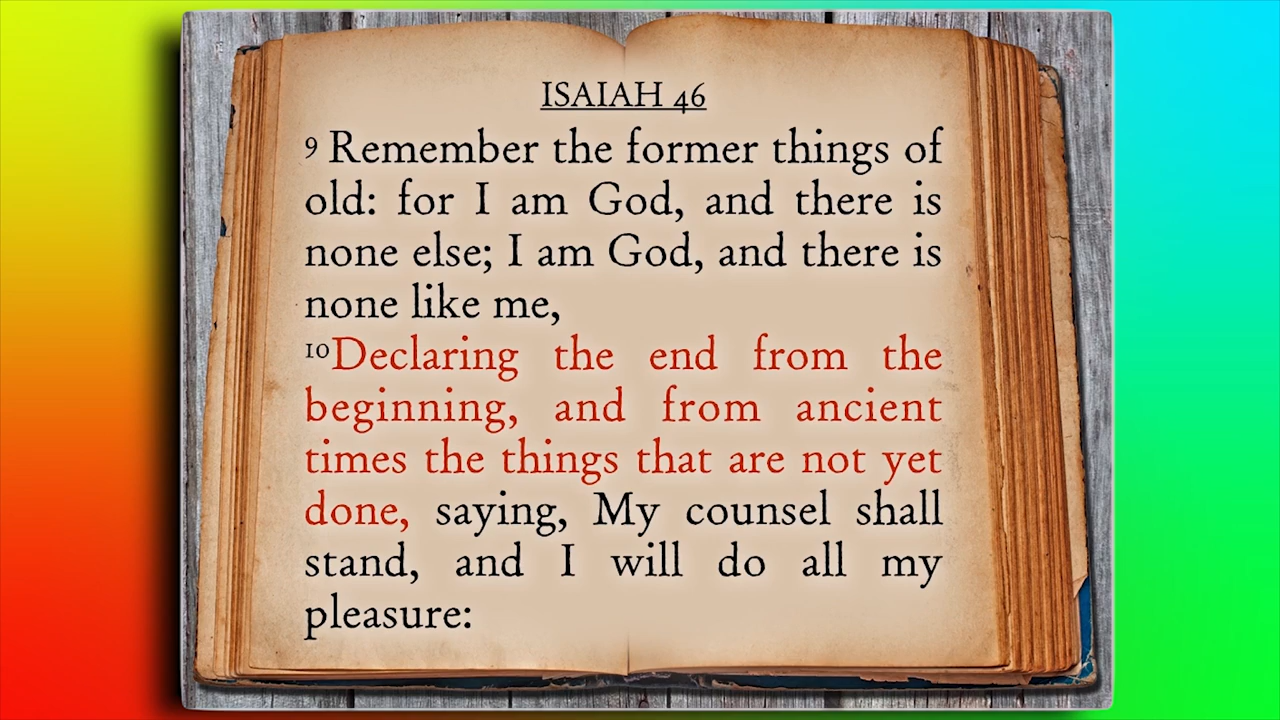 ISAIAH 46
9 Remember the former things of
old: for I am God, and there is
none else; I am God, and there is
none like me,
10 Declaring the end from the
beginning, and from ancient
times the things that are not yet
done, saying, My counsel shall
stand, and I will do all my
pleasure: